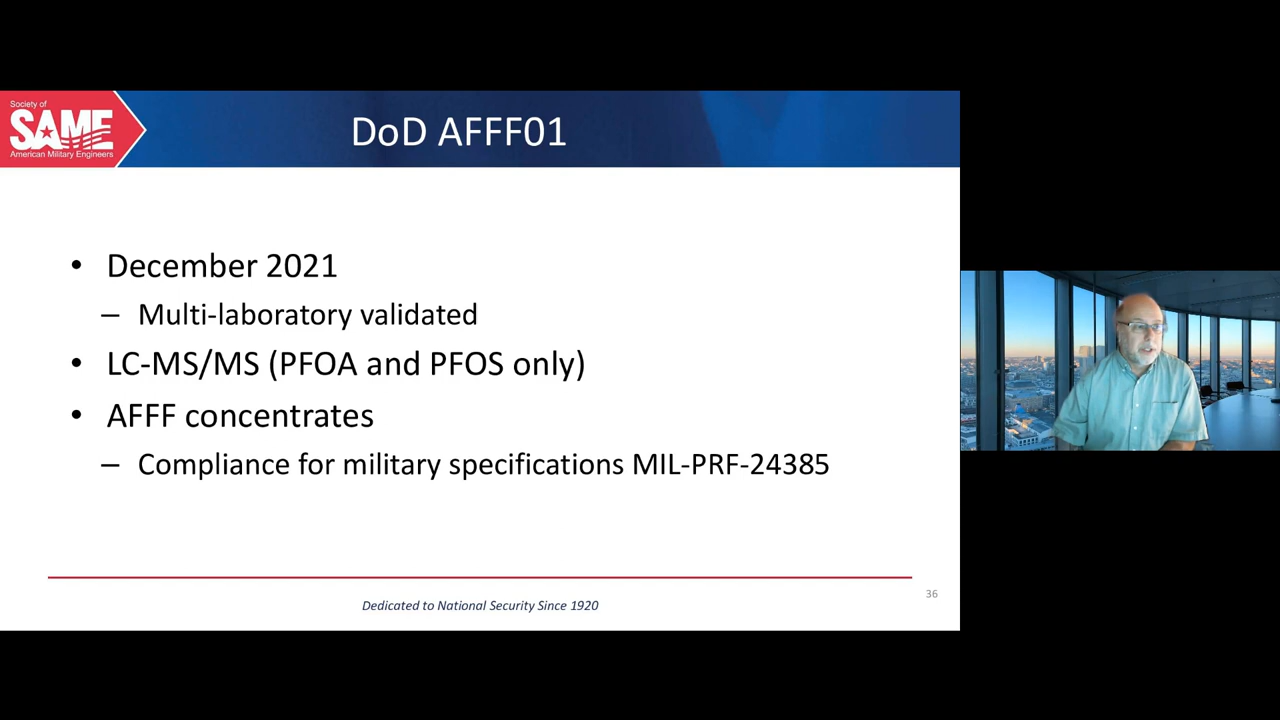 Society of
SAME
American Military Engineers
DoD AFFF01
• December 2021
– Multi-laboratory validated
• LC-MS/MS (PFOA and PFOS only)
• AFFF concentrates
– Compliance for military specifications MIL-PRF-24385
36
Dedicated to National Security Since 1920